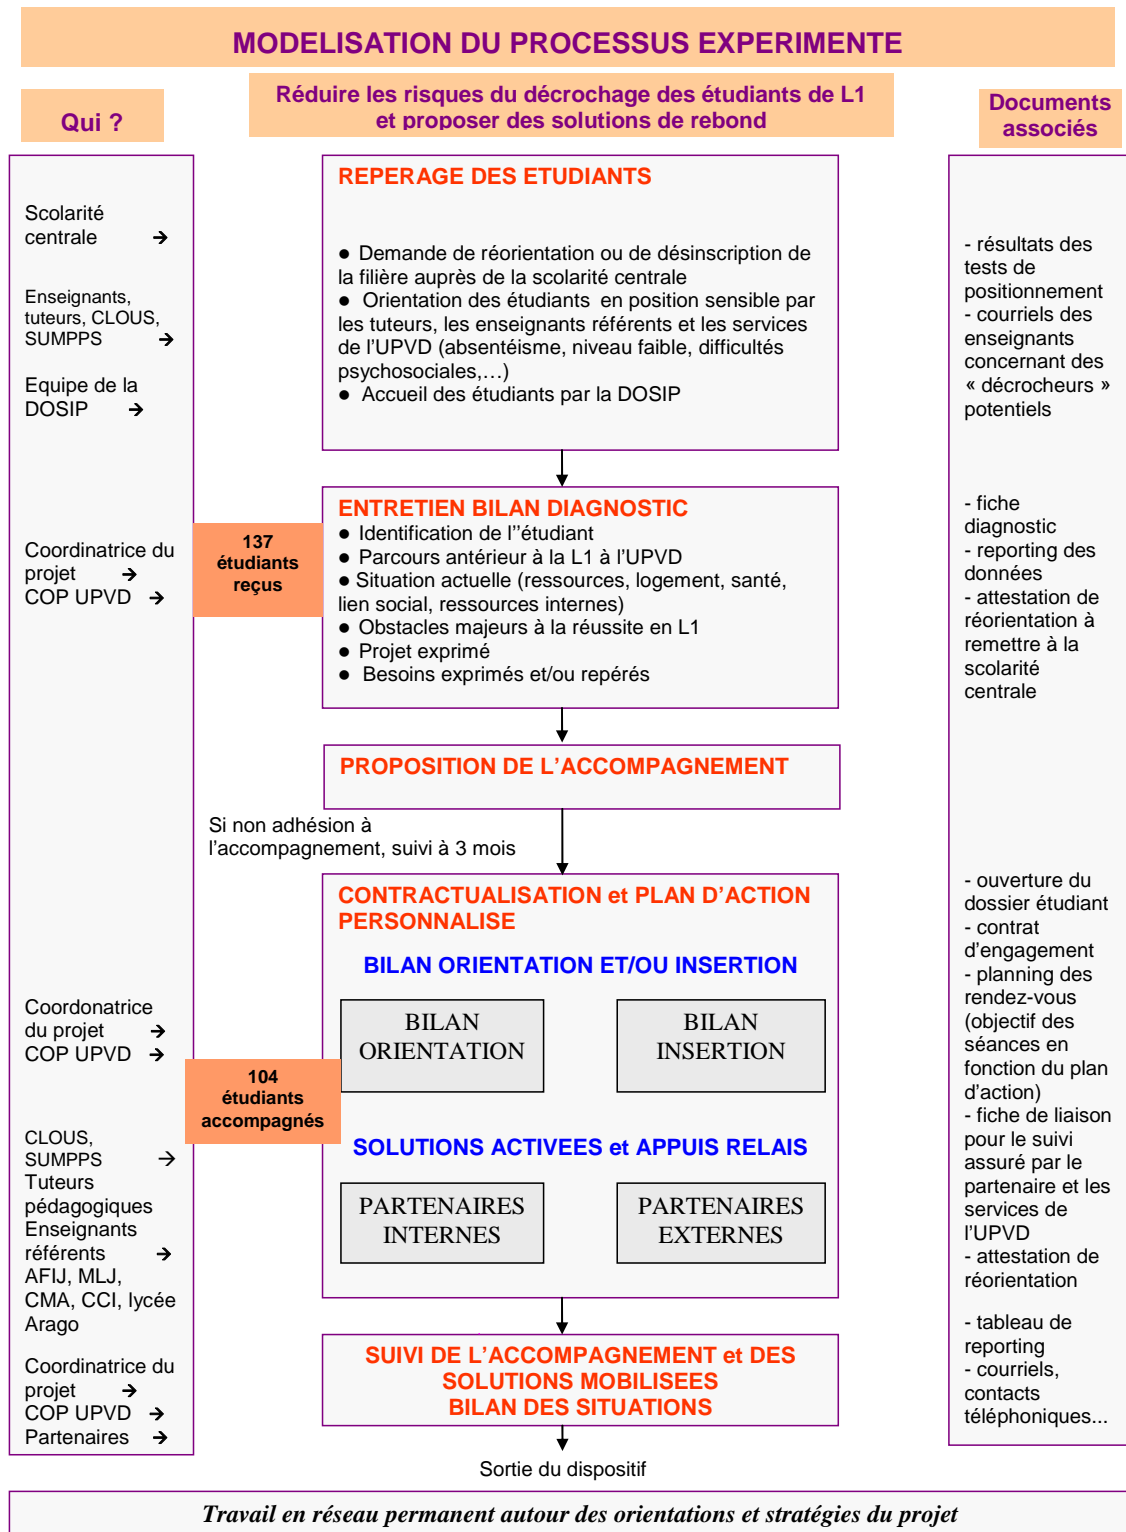 MODELISATION DU PROCESSUS EXPERIMENTE
Réduire les risques du décrochage des étudiants de L1
et proposer des solutions de rebond
Qui ?
Documents
associés
Scolarité
centrale →
Enseignants,
tuteurs, CLOUS,
SUMPPS →
Equipe de la
DOSIP →
Coordinatrice du
projet →
COP UPVD →
Coordonatrice
du projet →
COP UPVD →
CLOUS,
SUMPPS →
Tuteurs
pédagogiques
Enseignants
référents →
AFIJ, MLJ,
CMA, CCI, lycée
Arago
Coordinatrice du
projet →
COP UPVD →
Partenaires →
REPERAGE DES ETUDIANTS
● Demande de réorientation ou de désinscription de
la filière auprès de la scolarité centrale
● Orientation des étudiants en position sensible par
les tuteurs, les enseignants référents et les services
de l'UPVD (absentéisme, niveau faible, difficultés
psychosociales,…)
● Accueil des étudiants par la DOSIP
137
étudiants
reçus
ENTRETIEN BILAN DIAGNOSTIC
● Identification de l''étudiant
● Parcours antérieur à la L1 à l'UPVD
● Situation actuelle (ressources, logement, santé,
lien social, ressources internes)
● Obstacles majeurs à la réussite en L1
● Projet exprimé
● Besoins exprimés et/ou repérés
PROPOSITION DE L'ACCOMPAGNEMENT
Si non adhésion à
l'accompagnement, suivi à 3 mois
CONTRACTUALISATION et PLAN D'ACTION
PERSONNALISE
BILAN ORIENTATION ET/OU INSERTION
BILAN
ORIENTATION
BILAN
INSERTION
104
étudiants
accompagnés
SOLUTIONS ACTIVEES et APPUIS RELAIS
PARTENAIRES
INTERNES
PARTENAIRES
EXTERNES
SUIVI DE L'ACCOMPAGNEMENT et DES
SOLUTIONS MOBILISEES
BILAN DES SITUATIONS
Sortie du dispositif
- résultats des
tests de
positionnement
- courriels des
enseignants
concernant des
« décrocheurs »
potentiels
- fiche
diagnostic
- reporting des
données
- attestation de
réorientation à
remettre à la
scolarité
centrale
- ouverture du
dossier étudiant
- contrat
d'engagement
- planning des
rendez-vous
(objectif des
séances en
fonction du plan
d'action)
- fiche de liaison
pour le suivi
assuré par le
partenaire et les
services de
l'UPVD
- attestation de
réorientation
- tableau de
reporting
- courriels,
contacts
téléphoniques...
Travail en réseau permanent autour des orientations et stratégies du projet